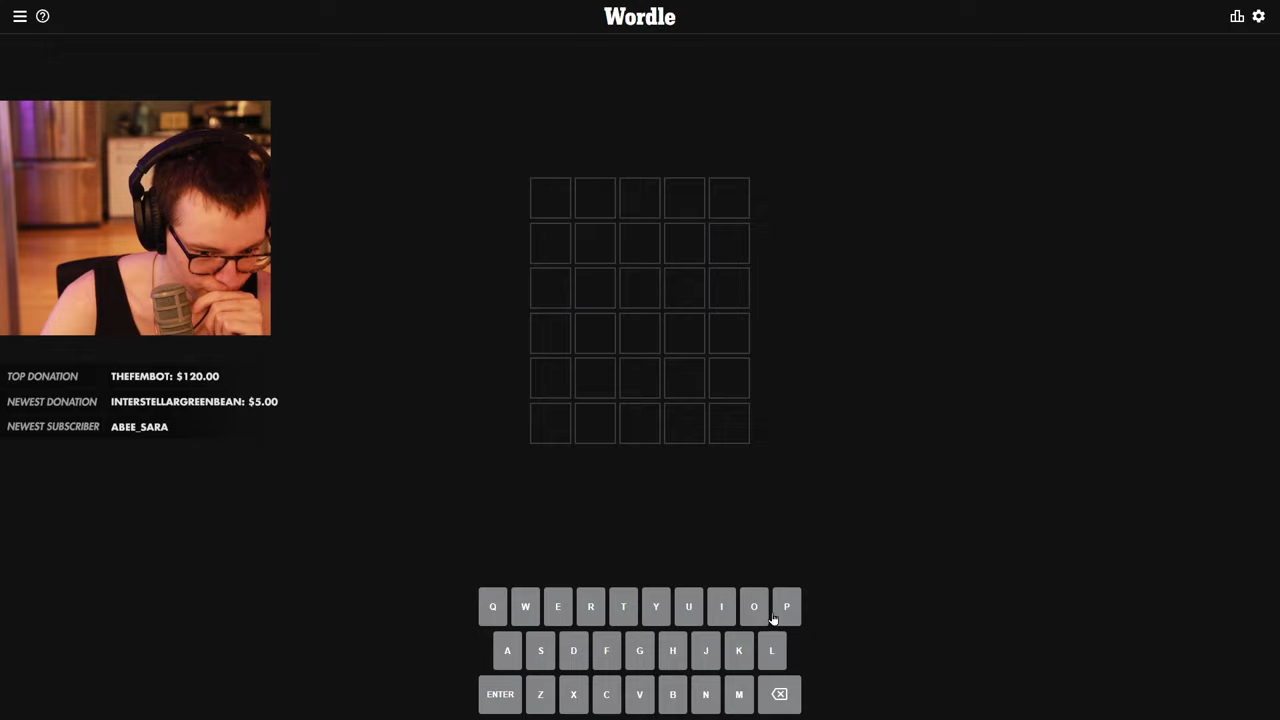 Wordle
TOP DONATION THEFEMBOT: $120.00
NEWEST DONATION INTERSTELLARGREENBEAN: $5.00
NEWEST SUBSCRIBER ABEE_SARA
Q W E R T Y U I O P
A S D F G H J K L
ENTER Z X C V B N M